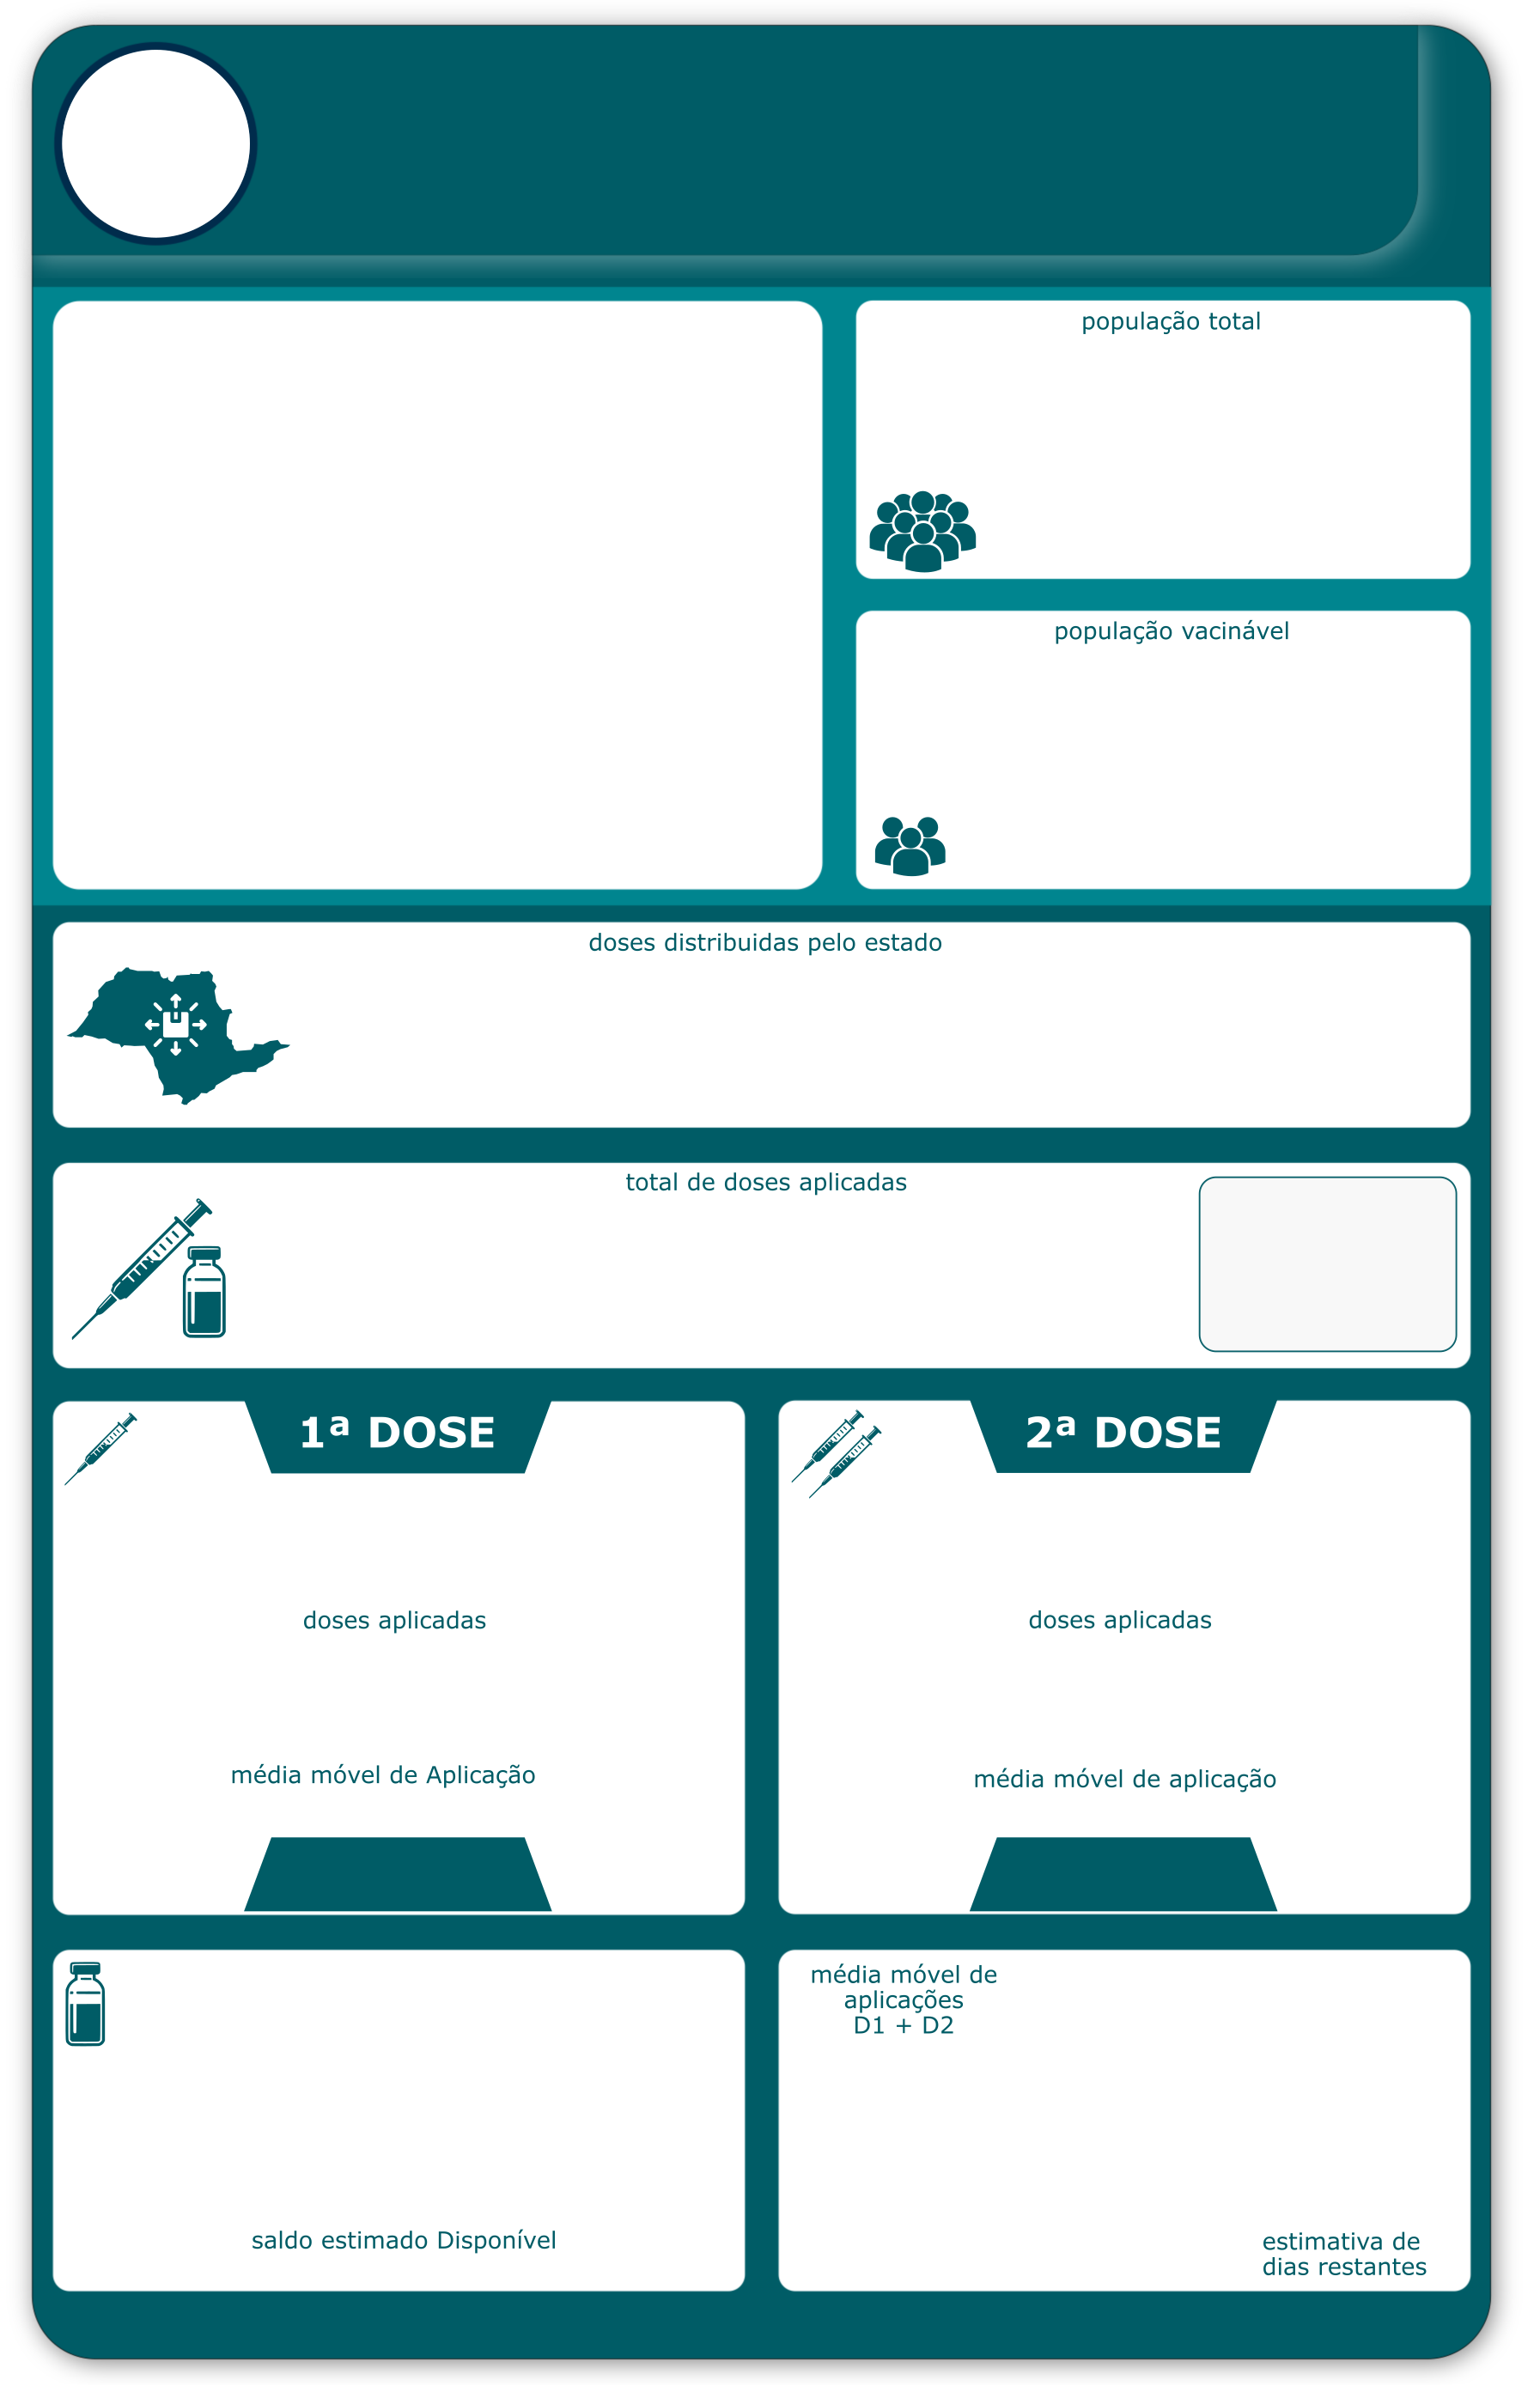 população total
população vacinável
doses distribuidas pelo estado
total de doses aplicadas
1ª DOSE
doses aplicadas
média móvel de Aplicação
2ª DOSE
doses aplicadas
média móvel de aplicação
saldo estimado Disponível
média móvel de
aplicações
D1 + D2
estimativa de
dias restantes